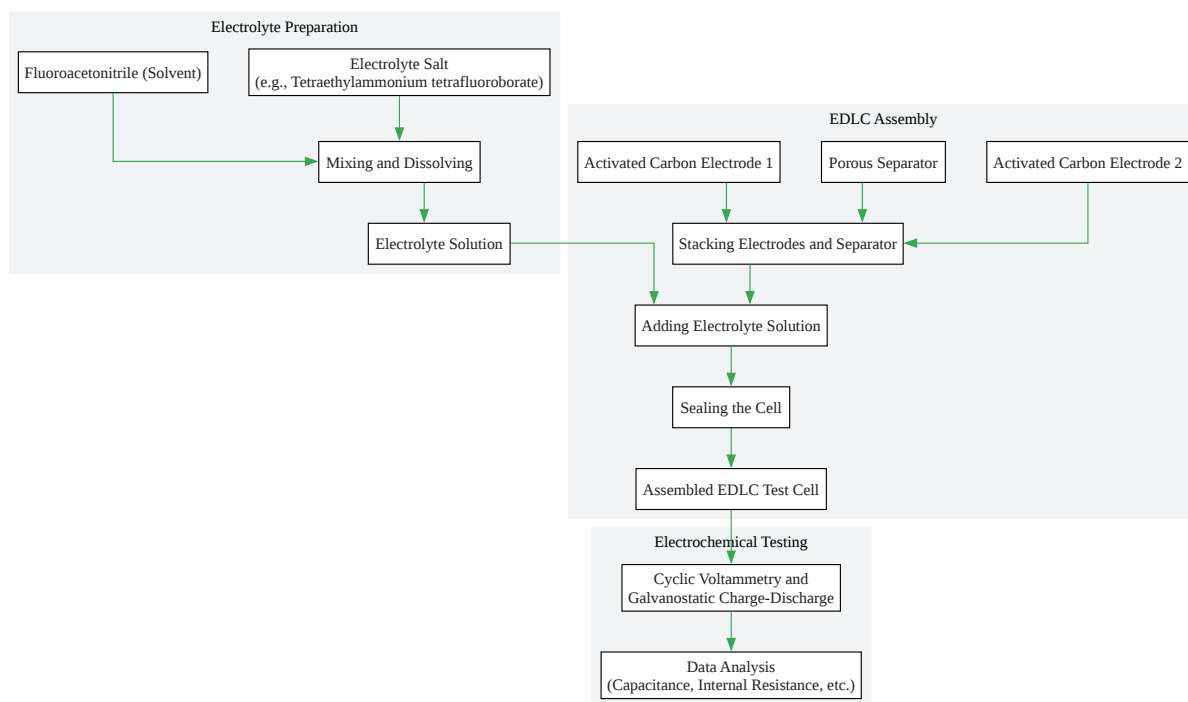 Electrolyte Preparation
Fluoroacetonitrile (Solvent)
Electrolyte Salt
(e.g., Tetraethylammonium tetrafluoroborate)
Mixing and Dissolving
Electrolyte Solution
EDLC Assembly
Activated Carbon Electrode 1
Porous Separator
Activated Carbon Electrode 2
Stacking Electrodes and Separator
Adding Electrolyte Solution
Sealing the Cell
Assembled EDLC Test Cell
Electrochemical Testing
Cyclic Voltammetry and
Galvanostatic Charge-Discharge
Data Analysis
(Capacitance, Internal Resistance, etc.)